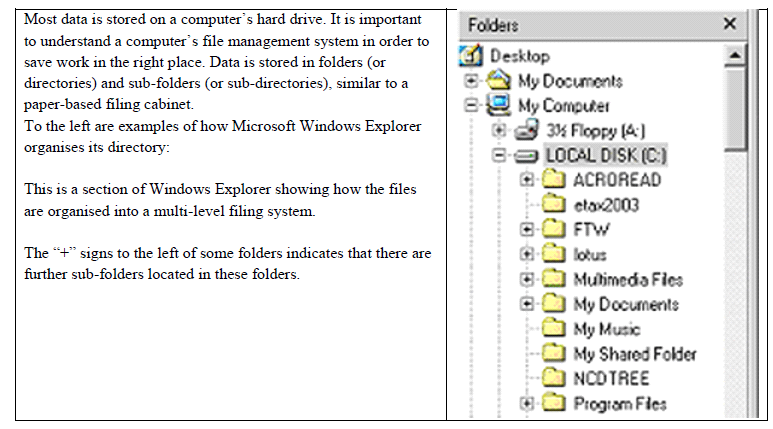 Most data is stored on a computer's hard drive. It is important
to understand a computer's file management system in order to
save work in the right place. Data is stored in folders (or
directories) and sub-folders (or sub-directories), similar to a
paper-based filing cabinet.
To the left are examples of how Microsoft Windows Explorer
organises its directory:
This is a section of Windows Explorer showing how the files
are organised into a multi-level filing system.
The “+” signs to the left of some folders indicates that there are
further sub-folders located in these folders.
Folders
Desktop
My Documents
My Computer
3½ Floppy (A:)
LOCAL DISK (C:)
ACROREAD
etax2003
FTW
lotus
Multimedia Files
My Documents
My Music
My Shared Folder
NCDTREE
Program Files